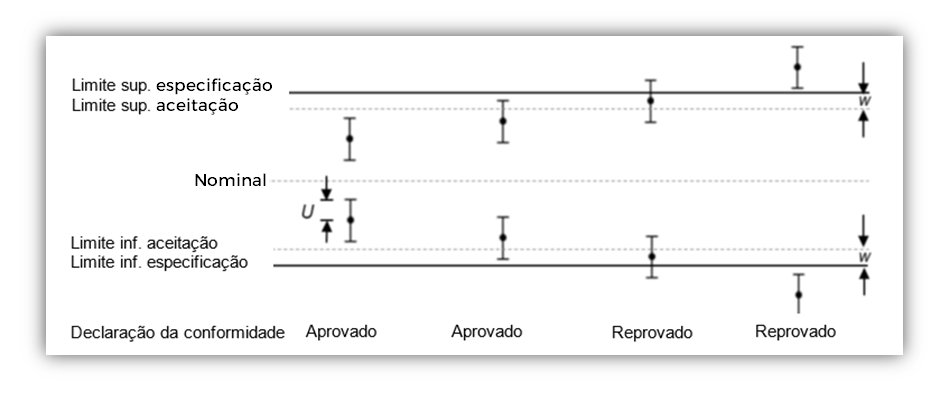 Limite sup. especificação
Limite sup. aceitação
w
Nominal
U
Limite inf. aceitação
Limite inf. especificação
w
Declaração da conformidade Aprovado Aprovado Reprovado Reprovado